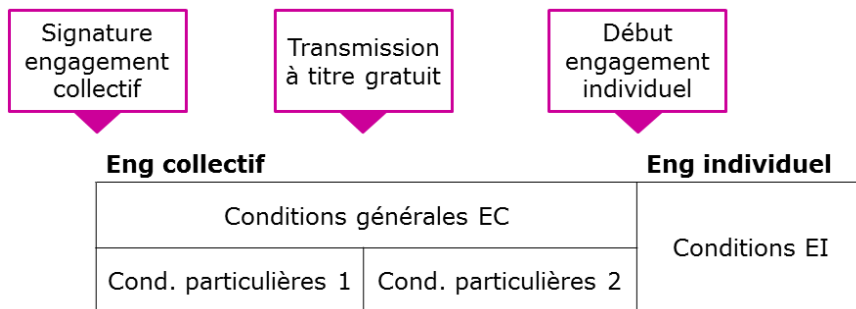 Signature
engagement
collectif
Transmission
à titre gratuit
Début
engagement
individuel
Eng collectif
Eng individuel
Conditions générales EC
Conditions EI
Cond. particulières 1
Cond. particulières 2